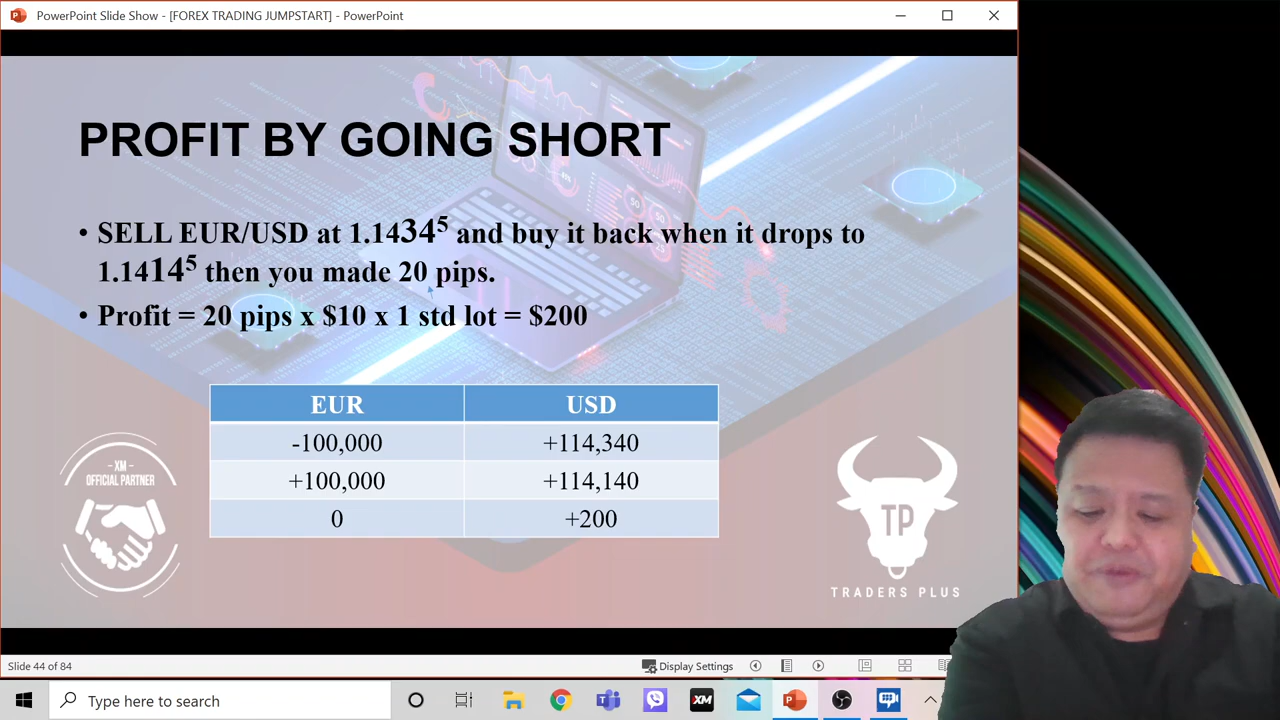 PowerPoint Slide Show - [FOREX TRADING JUMPSTART] - PowerPoint
PROFIT BY GOING SHORT
• SELL EUR/USD at 1.1434⁵ and buy it back when it drops to
1.1414⁵ then you made 20 pips.
• Profit = 20 pips x $10 x 1 std lot = $200
EUR USD
-100,000 +114,340
+100,000 +114,140
0 +200
- XM -
OFFICIAL PARTNER
TP
TRADERS PLUS
Slide 44 of 84
Display Settings
Type here to search
XM